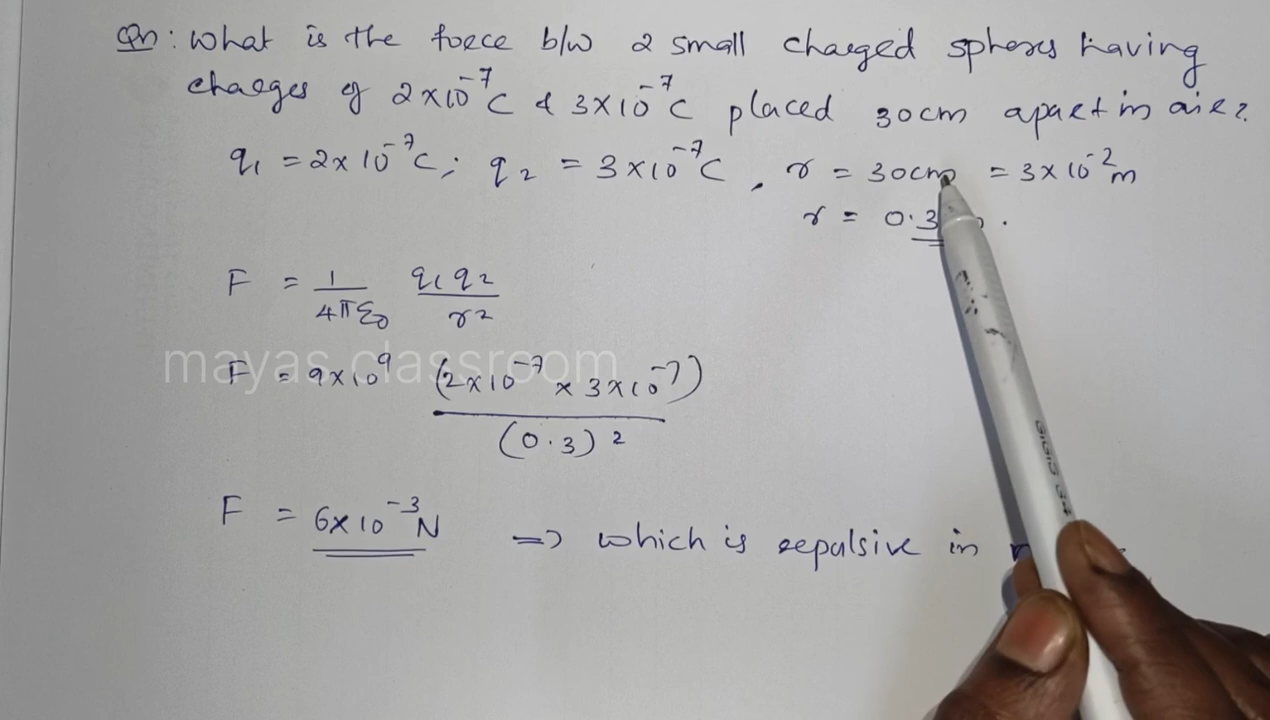 Qn: What is the force b/w 2 small charged spheres having
charges of 2×10⁻⁷C & 3×10⁻⁷C placed 30cm apart in air?
q₁ = 2×10⁻⁷C; q₂ = 3×10⁻⁷C, r = 30cm = 3×10⁻²m
r = 0.3
F = 1/4πε₀ q₁q₂/r²
mayas.classroom
F = 9×10⁹ (2×10⁻⁷ × 3×10⁻⁷)/(0.3)²
F = 6×10⁻³N ⇒ which is repulsive in